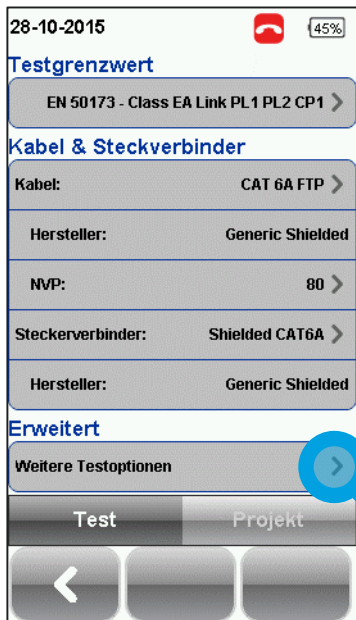 28-10-2015 45%
Testgrenzwert
EN 50173 - Class EA Link PL1 PL2 CP1
Kabel & Steckverbinder
Kabel: CAT 6A FTP
Hersteller: Generic Shielded
NVP: 80
Steckerverbinder: Shielded CAT6A
Hersteller: Generic Shielded
Erweitert
Weitere Testoptionen
Test Projekt